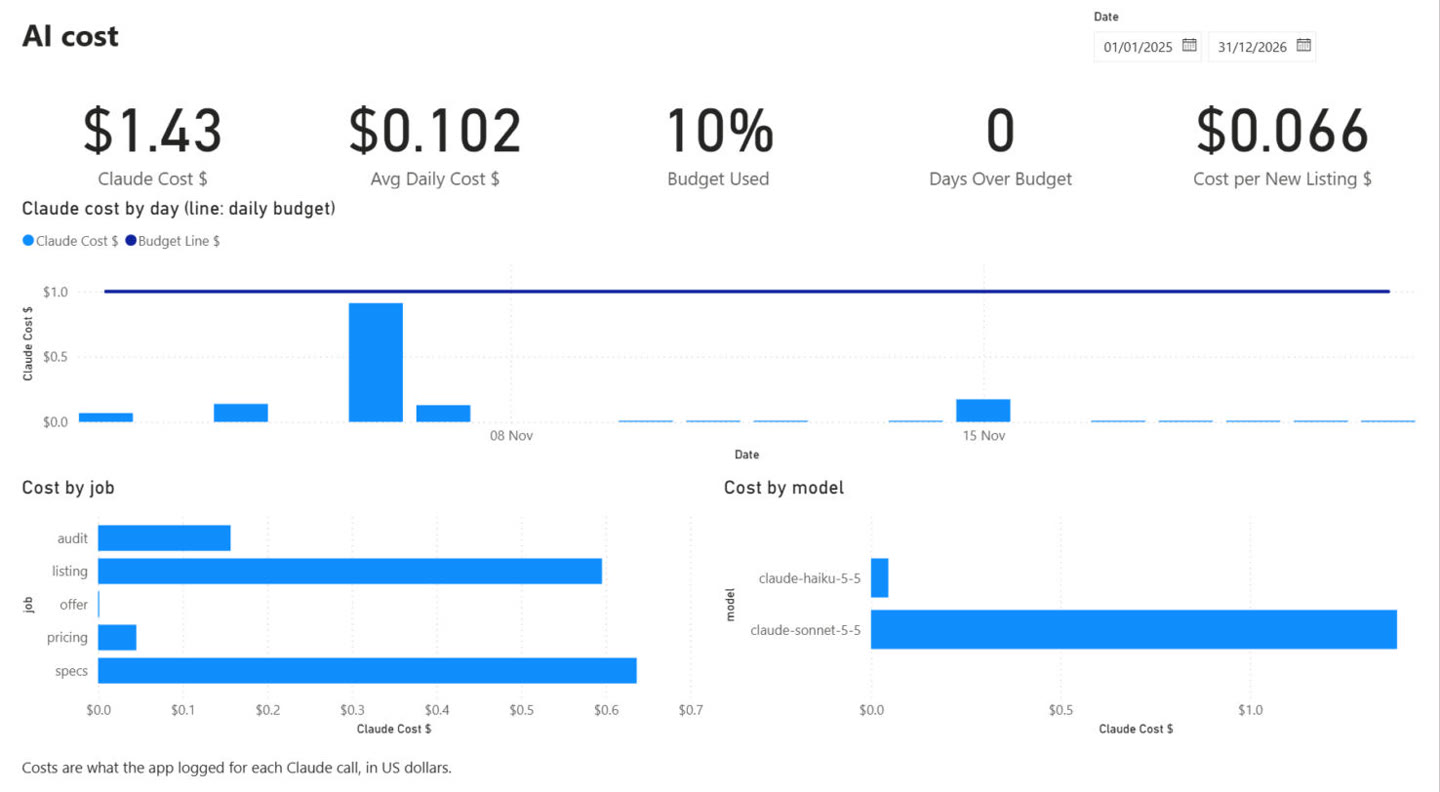 AI cost
Date
01/01/2025
31/12/2026
$1.43
Claude Cost $
$0.102
Avg Daily Cost $
10%
Budget Used
0
Days Over Budget
$0.066
Cost per New Listing $
Claude cost by day (line: daily budget)
Claude Cost $ Budget Line $
Claude Cost $
$1.0
$0.5
$0.0
08 Nov
15 Nov
Date
Cost by job
job
audit
listing
offer
pricing
specs
$0.0 $0.1 $0.2 $0.3 $0.4 $0.5 $0.6 $0.7
Claude Cost $
Cost by model
model
claude-haiku-5-5
claude-sonnet-5-5
$0.0 $0.5 $1.0
Claude Cost $
Costs are what the app logged for each Claude call, in US dollars.